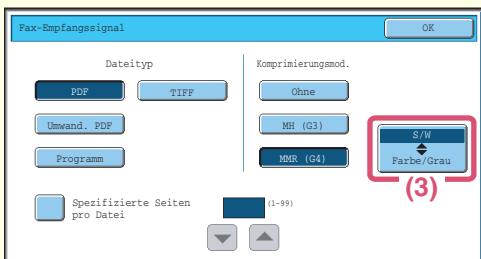 Fax-Empfangssignal
OK
Dateityp
Komprimierungsmod.
PDF
TIFF
Ohne
Umwand. PDF
MH (G3)
S/W
Farbe/Grau
Programm
MMR (G4)
(3)
Spezifizierte Seiten
pro Datei
(1-99)